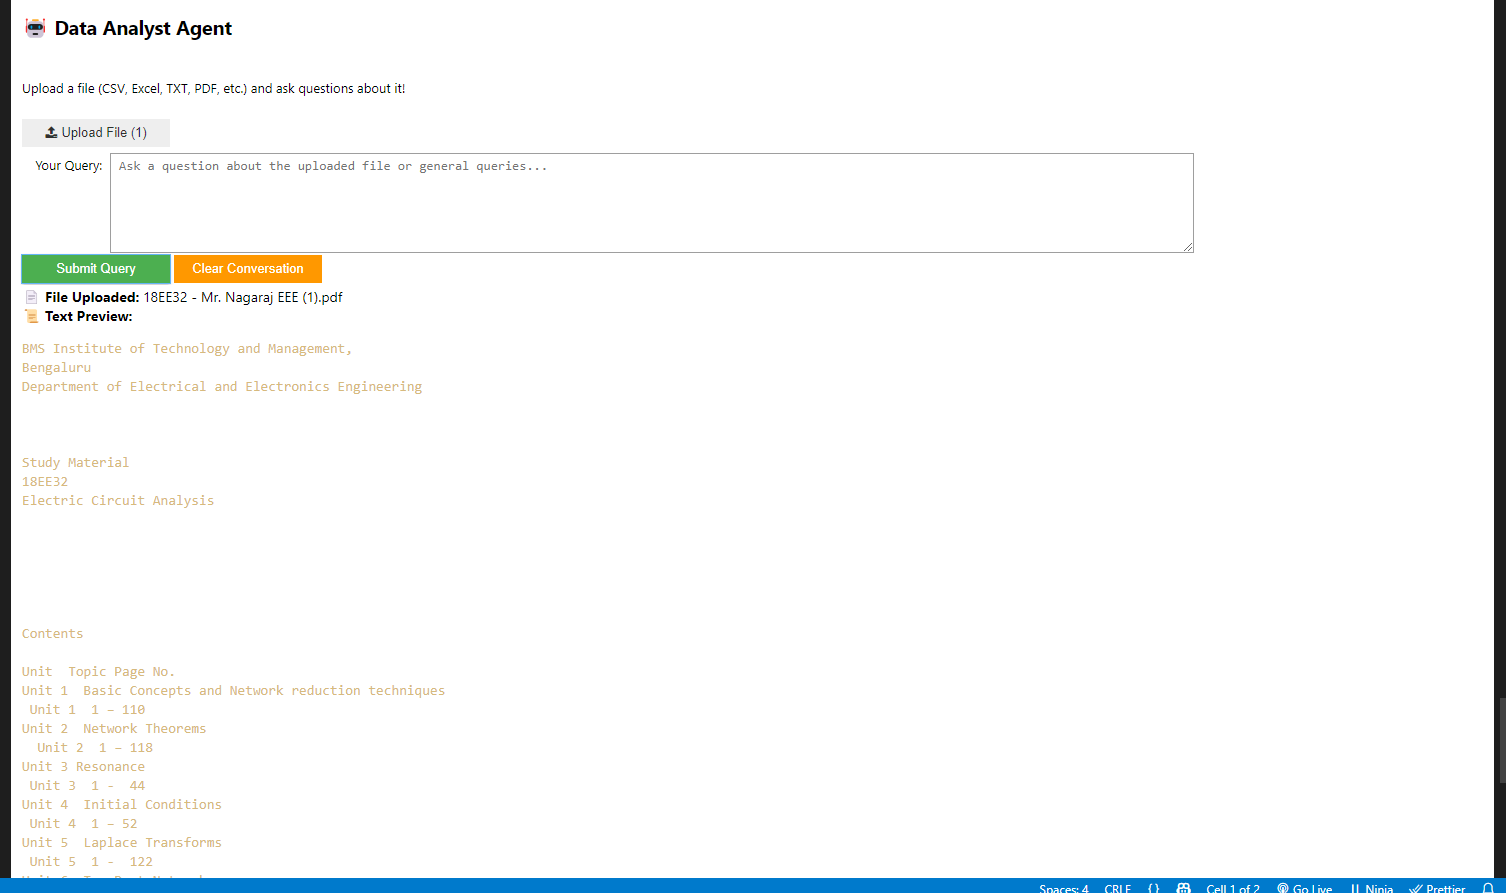 Data Analyst Agent
Upload a file (CSV, Excel, TXT, PDF, etc.) and ask questions about it!
Upload File (1)
Your Query:
Ask a question about the uploaded file or general queries...
Submit Query
Clear Conversation
File Uploaded: 18EE32 - Mr. Nagaraj EEE (1).pdf
Text Preview:
BMS Institute of Technology and Management,
Bengaluru
Department of Electrical and Electronics Engineering
Study Material
18EE32
Electric Circuit Analysis
Contents
Unit  Topic Page No.
Unit 1  Basic Concepts and Network reduction techniques
Unit 1  1 – 110
Unit 2  Network Theorems
Unit 2  1 – 118
Unit 3 Resonance
Unit 3  1 -  44
Unit 4  Initial Conditions
Unit 4  1 – 52
Unit 5  Laplace Transforms
Unit 5  1 -  122
Spaces: 4
CRLF
{}
Cell 1 of 2
Go Live
Ninja
Prettier